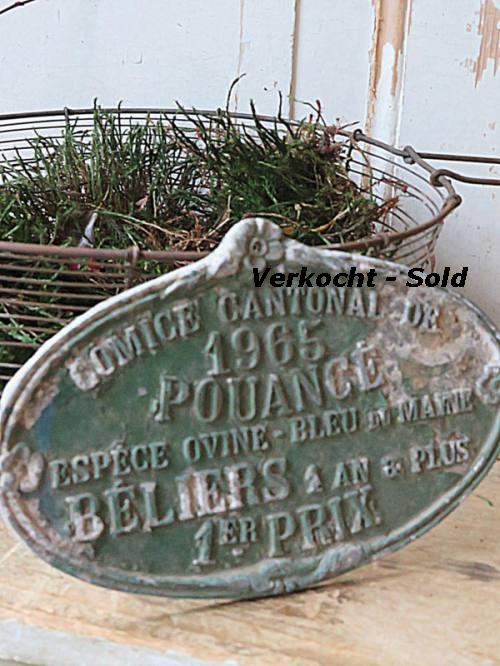 Verkocht - Sold
COMICE CANTONAL DE
1965
POUANCÉ
ESPÈCE OVINE - BLEU DU MAINE
BÉLIERS 1 AN & PLUS
1ER PRIX